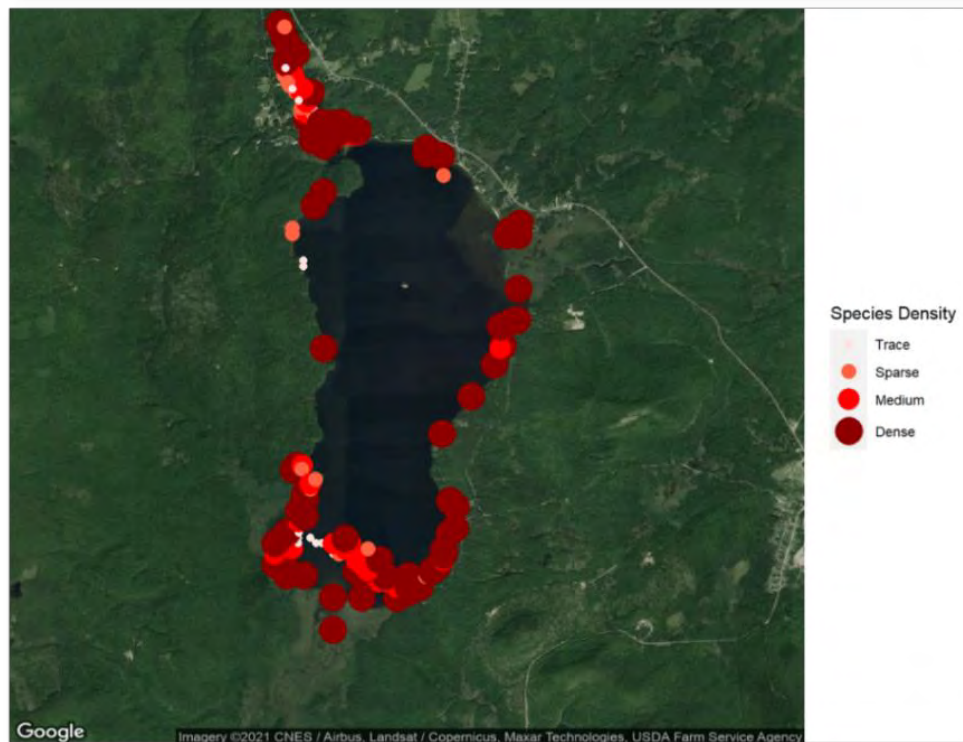 Species Density
Trace
Sparse
Medium
Dense
Google
Imagery ©2021 CNES / Airbus, Landsat / Copernicus, Maxar Technologies, USDA Farm Service Agency